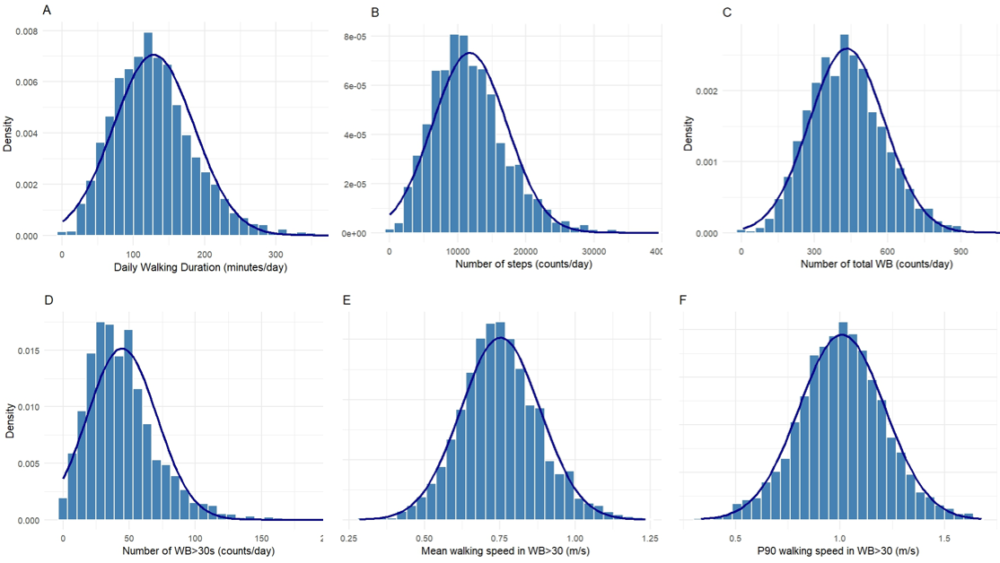 A
0.008
0.006
0.004
0.002
0.000
Density
0 100 200 300
Daily Walking Duration (minutes/day)
B
8e-05
6e-05
4e-05
2e-05
0e+00
0 10000 20000 30000 400
Number of steps (counts/day)
C
0.002
0.001
0.000
Density
0 300 600 900
Number of total WB (counts/day)
D
0.015
0.010
0.005
0.000
Density
0 50 100 150 2
Number of WB>30s (counts/day)
E
0.25 0.50 0.75 1.00 1.25
Mean walking speed in WB>30 (m/s)
F
0.5 1.0 1.5
P90 walking speed in WB>30 (m/s)